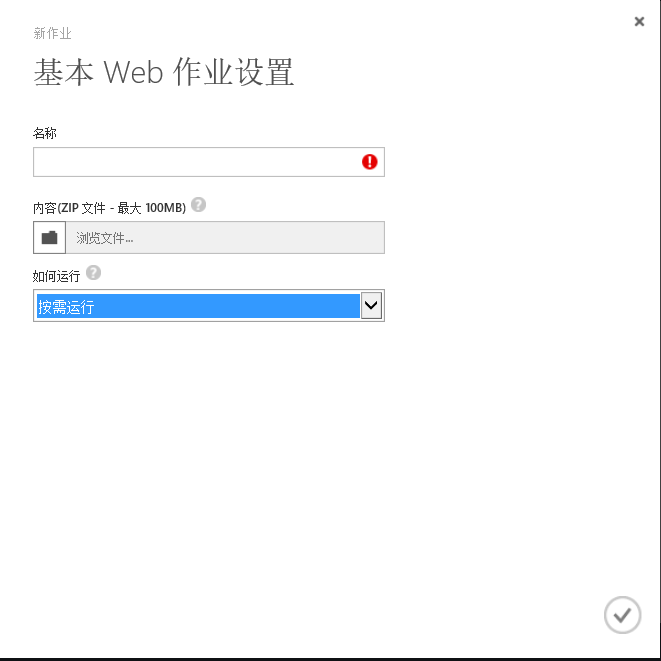 新作业
基本 Web 作业设置
名称
内容(ZIP 文件 - 最大 100MB)
浏览文件...
如何运行
按需运行